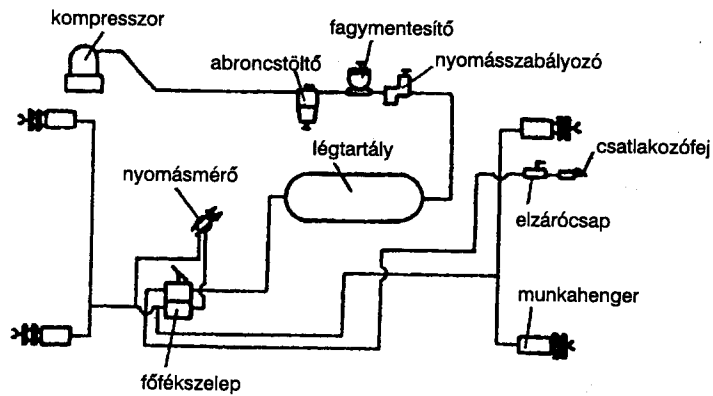 kompresszor
fagymentesítő
abroncstöltő
nyomásszabályozó
légtartály
csatlakozófej
nyomásmérő
elzárócsap
munkahenger
főfékszelep